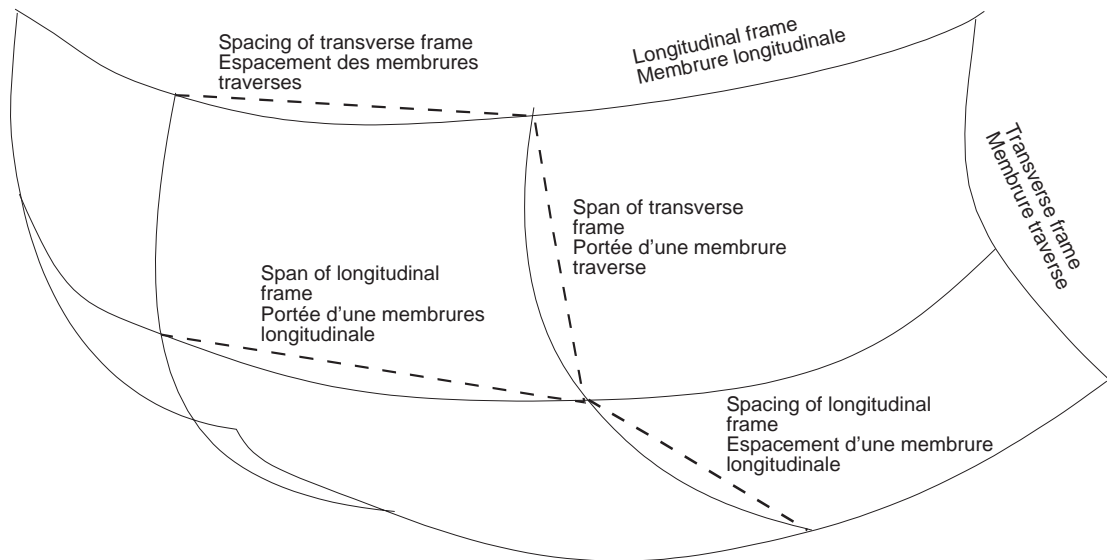 Spacing of transverse frame
Espacement des membrures
traverses
Longitudinal frame
Membrure longitudinale
Transverse frame
Membrure traverse
Span of transverse
frame
Portée d'une membrure
traverse
Span of longitudinal
frame
Portée d'une membrures
longitudinale
Spacing of longitudinal
frame
Espacement d'une membrure
longitudinale